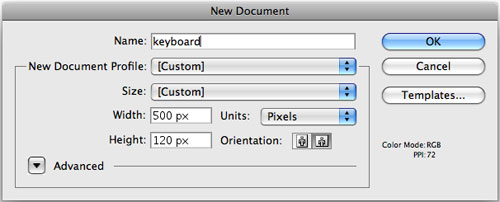 New Document
Name: keyboard
OK
New Document Profile: [Custom]
Cancel
Size: [Custom]
Templates...
Width: 500 px Units: Pixels
Height: 120 px Orientation:
Color Mode: RGB
PPI: 72
Advanced